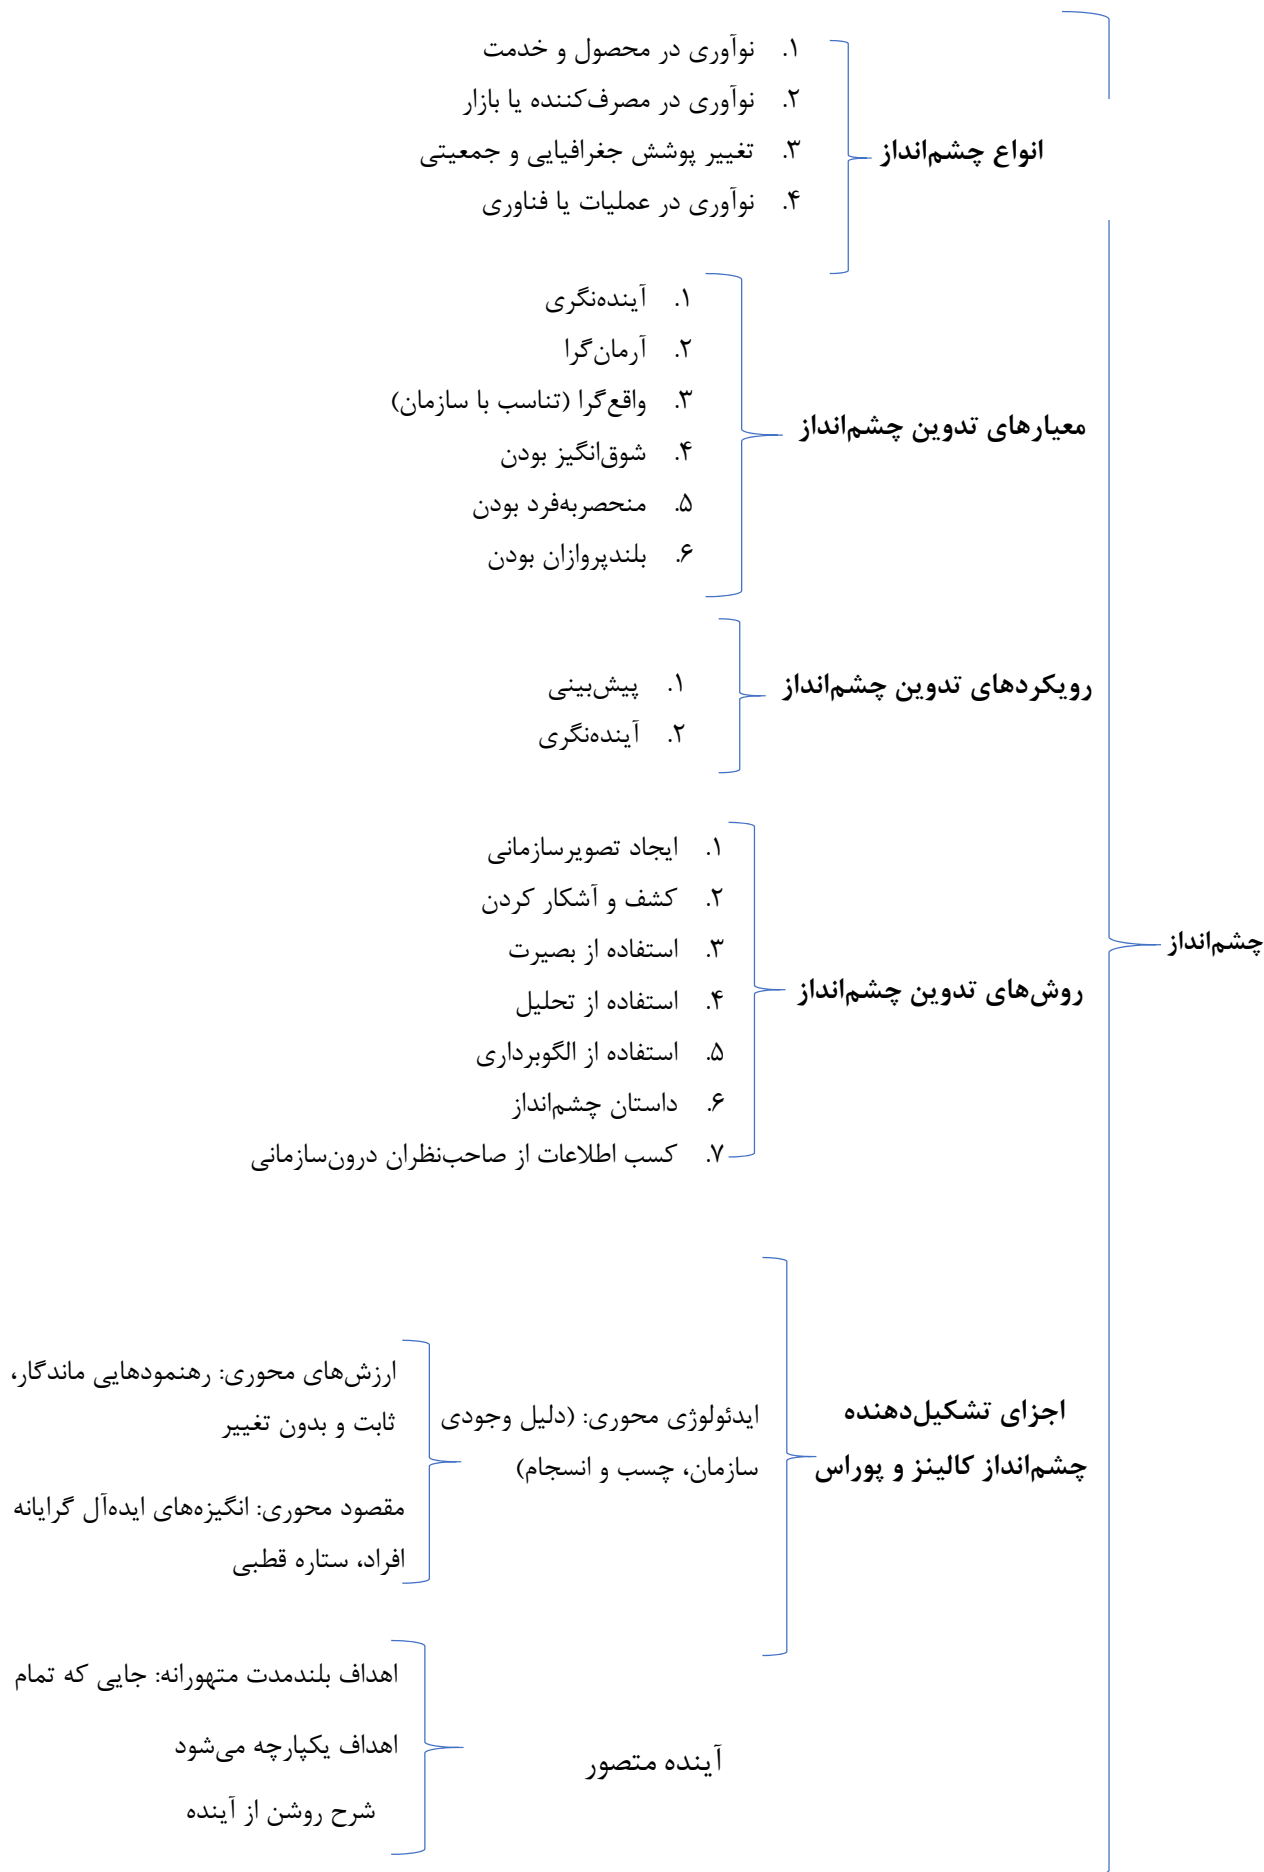 چشم‌انداز
انواع چشم‌انداز
۱. نوآوری در محصول و خدمت
۲. نوآوری در مصرف‌کننده یا بازار
۳. تغییر پوشش جغرافیایی و جمعیتی
۴. نوآوری در عملیات یا فناوری
معیارهای تدوین چشم‌انداز
۱. آینده‌نگری
۲. آرمان‌گرا
۳. واقع‌گرا (تناسب با سازمان)
۴. شوق‌انگیز بودن
۵. منحصربه‌فرد بودن
۶. بلندپروازان بودن
رویکردهای تدوین چشم‌انداز
۱. پیش‌بینی
۲. آینده‌نگری
روش‌های تدوین چشم‌انداز
۱. ایجاد تصویرسازمانی
۲. کشف و آشکار کردن
۳. استفاده از بصیرت
۴. استفاده از تحلیل
۵. استفاده از الگوبرداری
۶. داستان چشم‌انداز
۷. کسب اطلاعات از صاحب‌نظران درون‌سازمانی
اجزای تشکیل‌دهنده
چشم‌انداز کالینز و پوراس
ایدئولوژی محوری: (دلیل وجودی
سازمان، چسب و انسجام)
ارزش‌های محوری: رهنمودهایی ماندگار،
ثابت و بدون تغییر
مقصود محوری: انگیزه‌های ایده‌آل گرایانه
افراد، ستاره قطبی
آینده متصور
اهداف بلندمدت متهورانه: جایی که تمام
اهداف یکپارچه می‌شود
شرح روشن از آینده